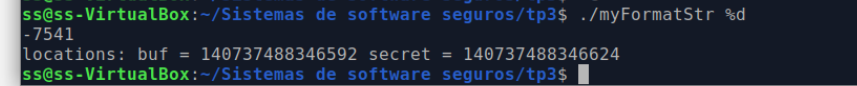 ss@ss-VirtualBox:~/Sistemas de software seguros/tp3$ ./myFormatStr %d
-7541
locations: buf = 140737488346592 secret = 140737488346624
ss@ss-VirtualBox:~/Sistemas de software seguros/tp3$